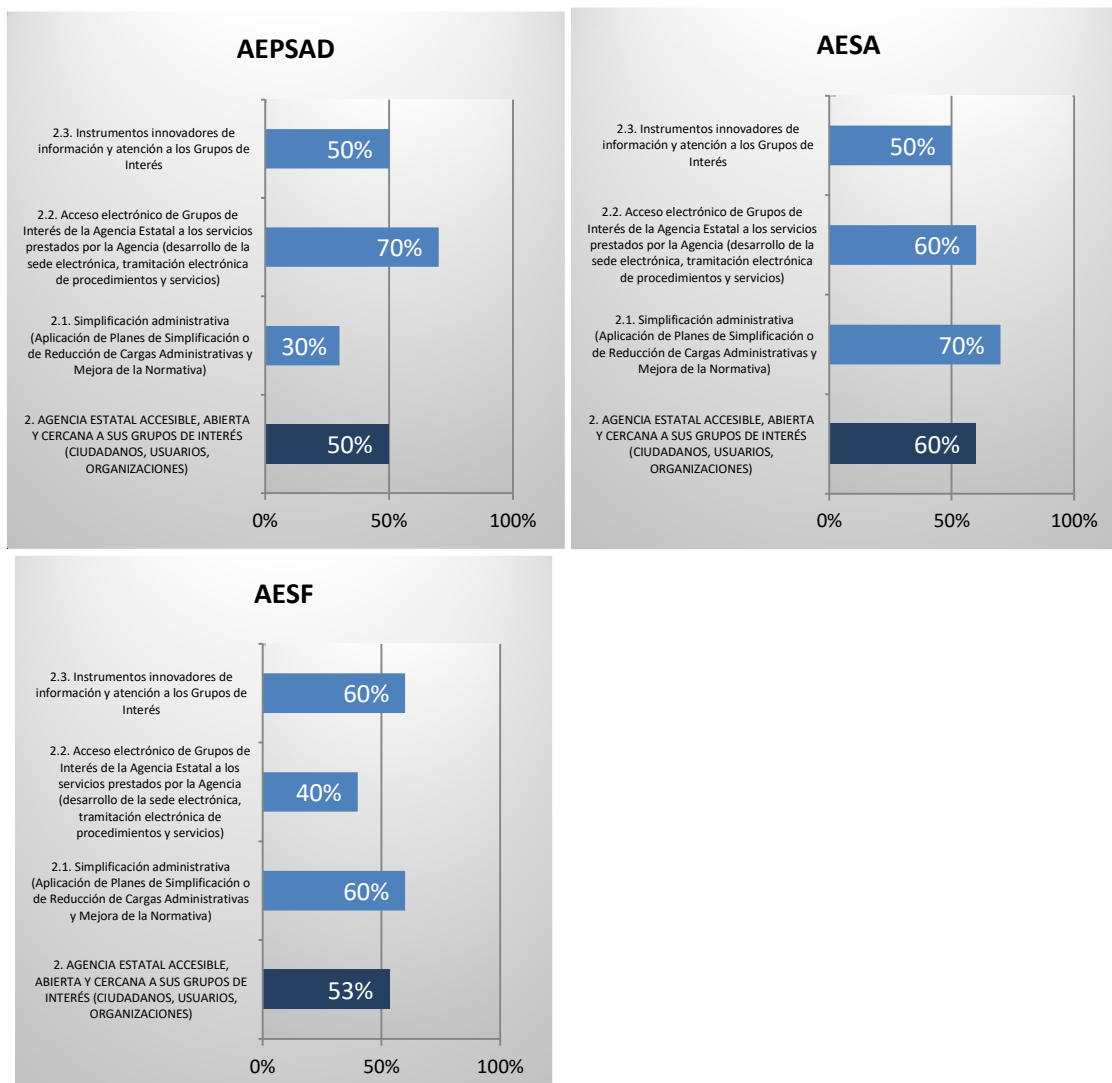 AEPSAD
2.3. Instrumentos innovadores de
información y atención a los Grupos de
Interés
50%
2.2. Acceso electrónico de Grupos de
Interés de la Agencia Estatal a los servicios
prestados por la Agencia (desarrollo de la
sede electrónica, tramitación electrónica
de procedimientos y servicios)
70%
2.1. Simplificación administrativa
(Aplicación de Planes de Simplificación o
de Reducción de Cargas Administrativas y
Mejora de la Normativa)
30%
2. AGENCIA ESTATAL ACCESIBLE, ABIERTA
Y CERCANA A SUS GRUPOS DE INTERÉS
(CIUDADANOS, USUARIOS,
ORGANIZACIONES)
50%
0% 50% 100%
AESA
2.3. Instrumentos innovadores de
información y atención a los Grupos de
Interés
50%
2.2. Acceso electrónico de Grupos de
Interés de la Agencia Estatal a los servicios
prestados por la Agencia (desarrollo de la
sede electrónica, tramitación electrónica
de procedimientos y servicios)
60%
2.1. Simplificación administrativa
(Aplicación de Planes de Simplificación o
de Reducción de Cargas Administrativas y
Mejora de la Normativa)
70%
2. AGENCIA ESTATAL ACCESIBLE, ABIERTA
Y CERCANA A SUS GRUPOS DE INTERÉS
(CIUDADANOS, USUARIOS,
ORGANIZACIONES)
60%
0% 50% 100%
AESF
2.3. Instrumentos innovadores de
información y atención a los Grupos de
Interés
60%
2.2. Acceso electrónico de Grupos de
Interés de la Agencia Estatal a los
servicios prestados por la Agencia
(desarrollo de la sede electrónica,
tramitación electrónica de
procedimientos y servicios)
40%
2.1. Simplificación administrativa
(Aplicación de Planes de Simplificación o
de Reducción de Cargas Administrativas
y Mejora de la Normativa)
60%
2. AGENCIA ESTATAL ACCESIBLE,
ABIERTA Y CERCANA A SUS GRUPOS DE
INTERÉS (CIUDADANOS, USUARIOS,
ORGANIZACIONES)
53%
0% 50% 100%